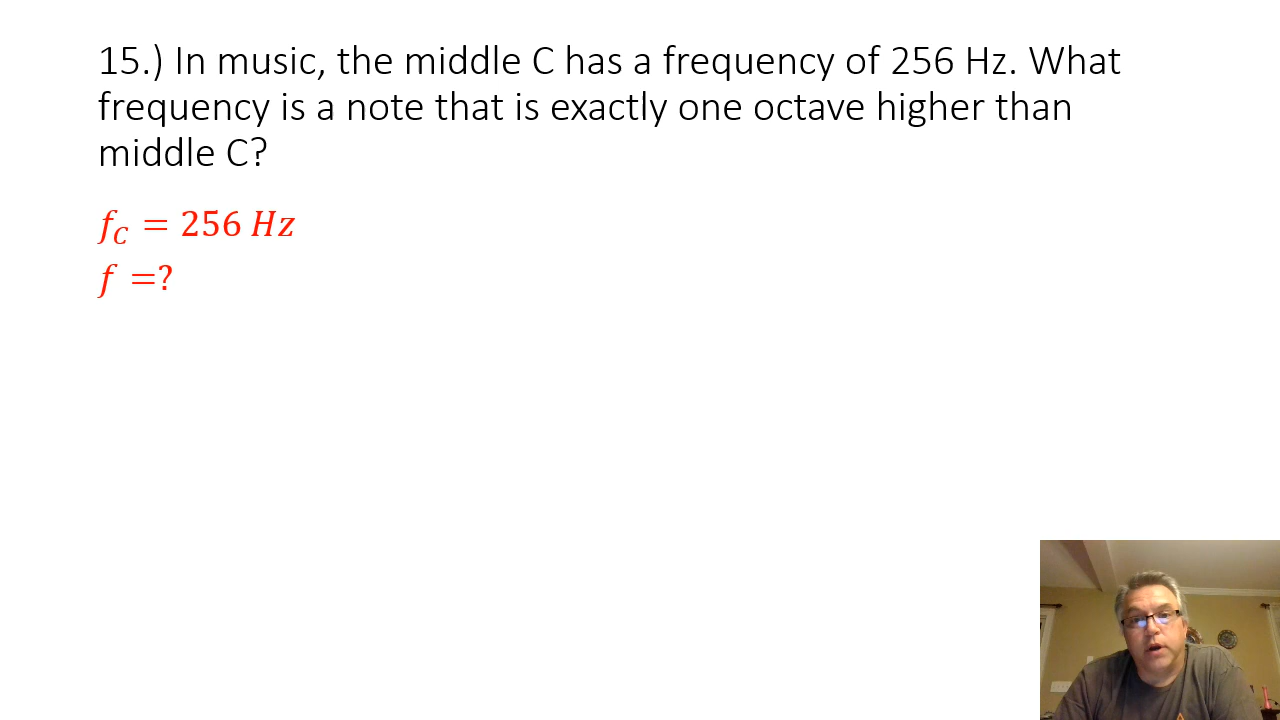 15.) In music, the middle C has a frequency of 256 Hz. What
frequency is a note that is exactly one octave higher than
middle C?
f_C = 256 Hz
f =?